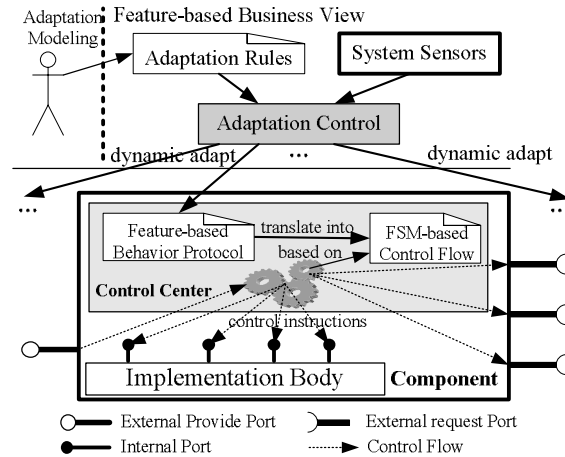 Adaptation
Modeling
Feature-based Business View
Adaptation Rules
System Sensors
Adaptation Control
dynamic adapt
...
dynamic adapt
...
...
Feature-based
Behavior Protocol
translate into
based on
FSM-based
Control Flow
Control Center
control instructions
Implementation Body
Component
External Provide Port
External request Port
Internal Port
Control Flow